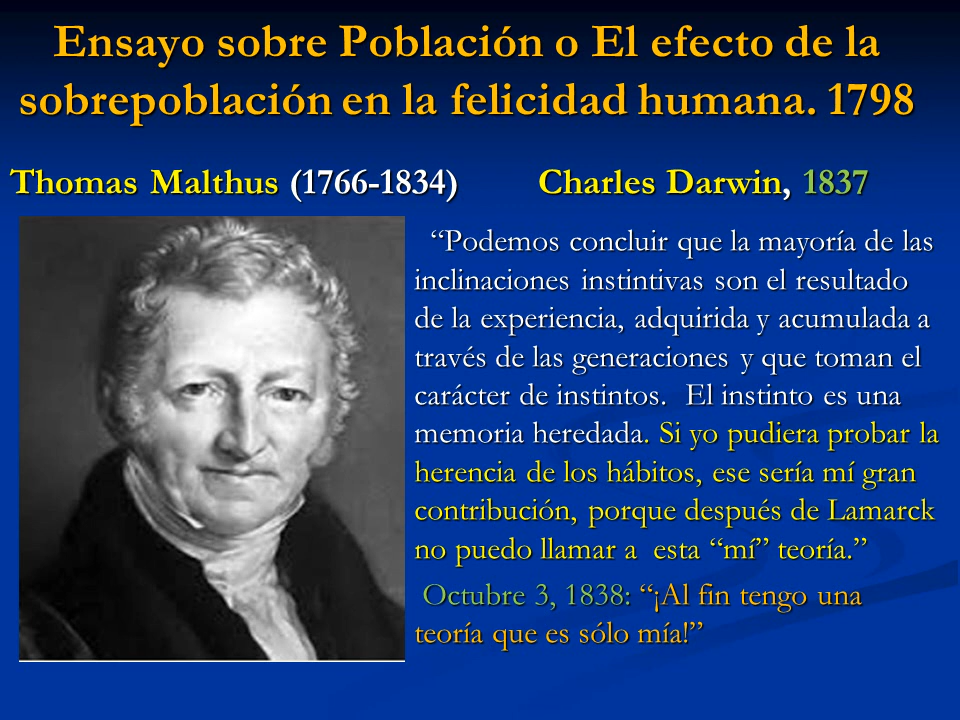 Ensayo sobre Población o El efecto de la
sobrepoblación en la felicidad humana. 1798
Thomas Malthus (1766-1834)
Charles Darwin, 1837
“Podemos concluir que la mayoría de las
inclinaciones instintivas son el resultado
de la experiencia, adquirida y acumulada a
través de las generaciones y que toman el
carácter de instintos. El instinto es una
memoria heredada. Si yo pudiera probar la
herencia de los hábitos, ese sería mí gran
contribución, porque después de Lamarck
no puedo llamar a esta “mí” teoría.”
Octubre 3, 1838: “¡Al fin tengo una
teoría que es sólo mía!”